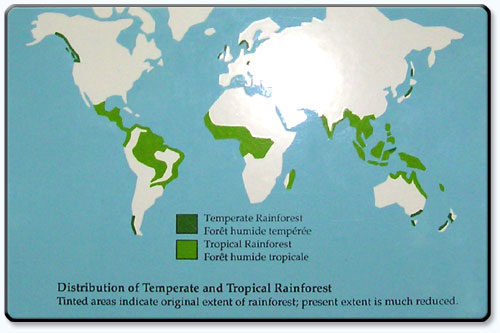 Temperate Rainforest
Forêt humide tempérée
Tropical Rainforest
Forêt humide tropicale
Distribution of Temperate and Tropical Rainforest
Tinted areas indicate original extent of rainforest; present extent is much reduced.